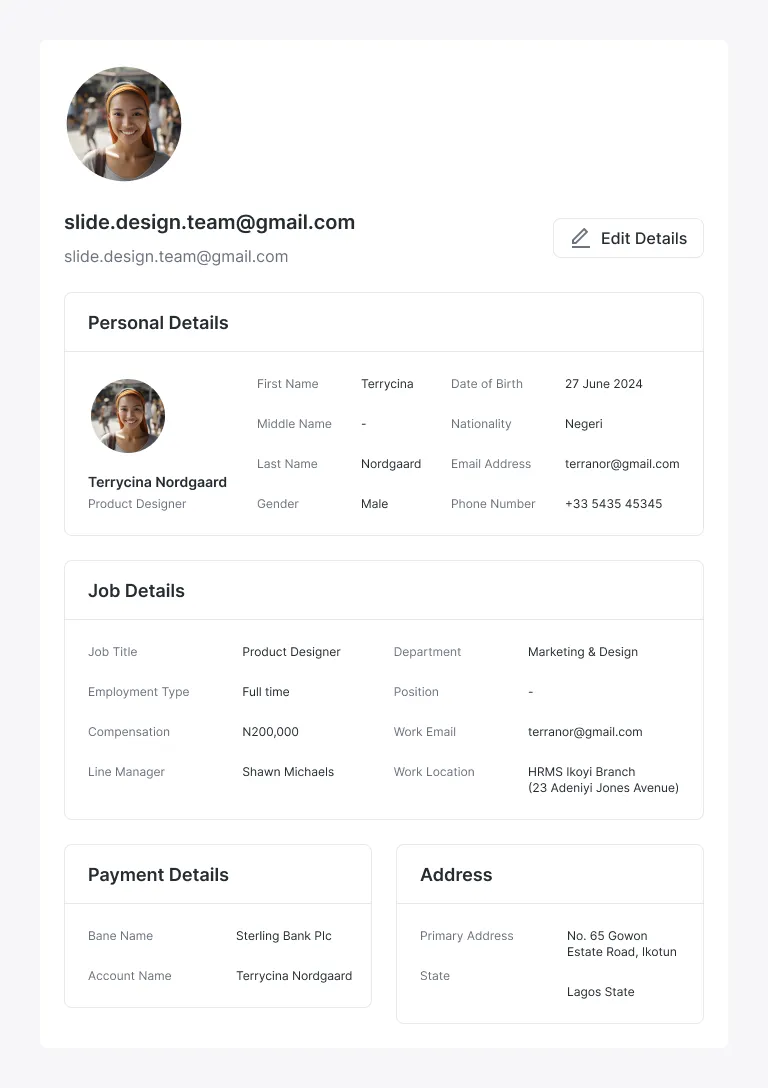 slide.design.team@gmail.com
slide.design.team@gmail.com
Edit Details
Personal Details
Terrycina Nordgaard
Product Designer
First Name Terrycina Date of Birth 27 June 2024
Middle Name - Nationality Negeri
Last Name Nordgaard Email Address terranor@gmail.com
Gender Male Phone Number +33 5435 45345
Job Details
Job Title Product Designer Department Marketing & Design
Employment Type Full time Position -
Compensation N200,000 Work Email terranor@gmail.com
Line Manager Shawn Michaels Work Location HRMS Ikoyi Branch
(23 Adeniyi Jones Avenue)
Payment Details
Bane Name Sterling Bank Plc
Account Name Terrycina Nordgaard
Address
Primary Address No. 65 Gowon
Estate Road, Ikotun
State
Lagos State